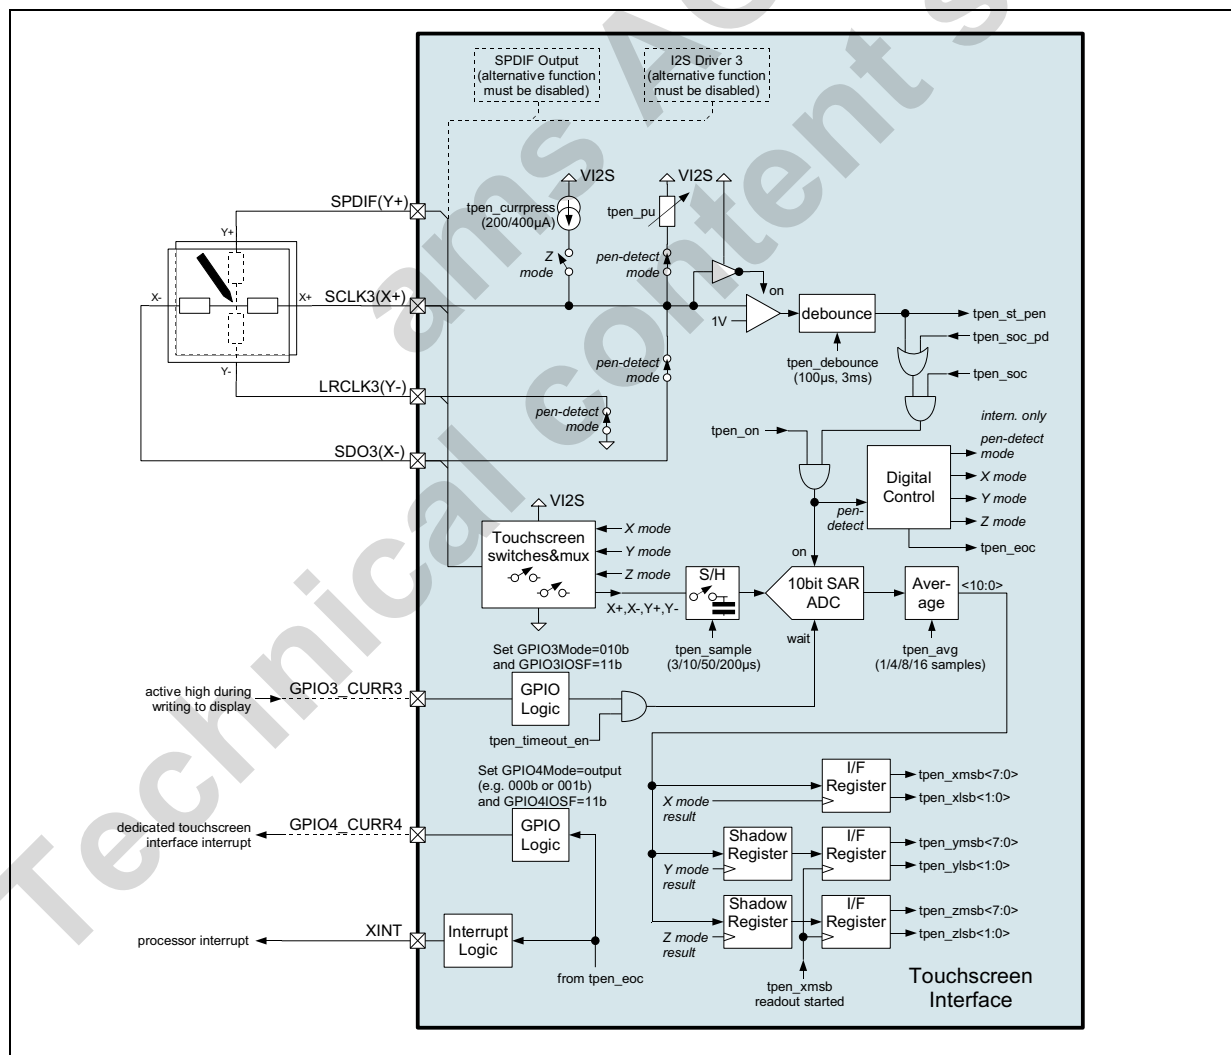 SPDIF Output
(alternative function
must be disabled)
I2S Driver 3
(alternative function
must be disabled)
VI2S
VI2S
SPDIF(Y+)
tpen_currpress
(200/400µA)
tpen_pu
Y+
Z
mode
pen-detect
mode
on
X-
X+
SCLK3(X+)
1V
debounce
tpen_st_pen
tpen_soc_pd
tpen_debounce
(100µs, 3ms)
tpen_soc
pen-detect
mode
Y-
LRCLK3(Y-)
pen-detect
mode
tpen_on
intern. only
pen-detect
mode
X mode
Y mode
Z mode
Digital
Control
SDO3(X-)
pen-
detect
tpen_eoc
VI2S
Touchscreen
switches&mux
X mode
Y mode
Z mode
X+,X-,Y+,Y-
on
S/H
10bit SAR
ADC
Aver-
age
<10:0>
wait
tpen_sample
(3/10/50/200µs)
tpen_avg
(1/4/8/16 samples)
Set GPIO3Mode=010b
and GPIO3IOSF=11b
active high during
writing to display
GPIO3_CURR3
GPIO
Logic
tpen_timeout_en
Set GPIO4Mode=output
(e.g. 000b or 001b)
and GPIO4IOSF=11b
dedicated touchscreen
interface interrupt
GPIO4_CURR4
GPIO
Logic
I/F
Register
tpen_xmsb<7:0>
tpen_xlsb<1:0>
X mode
result
Shadow
Register
I/F
Register
tpen_ymsb<7:0>
tpen_ylsb<1:0>
Y mode
result
Shadow
Register
I/F
Register
tpen_zmsb<7:0>
tpen_zlsb<1:0>
Z mode
result
processor interrupt
XINT
Interrupt
Logic
from tpen_eoc
tpen_xmsb
readout started
Touchscreen
Interface
ams A
Technical content s